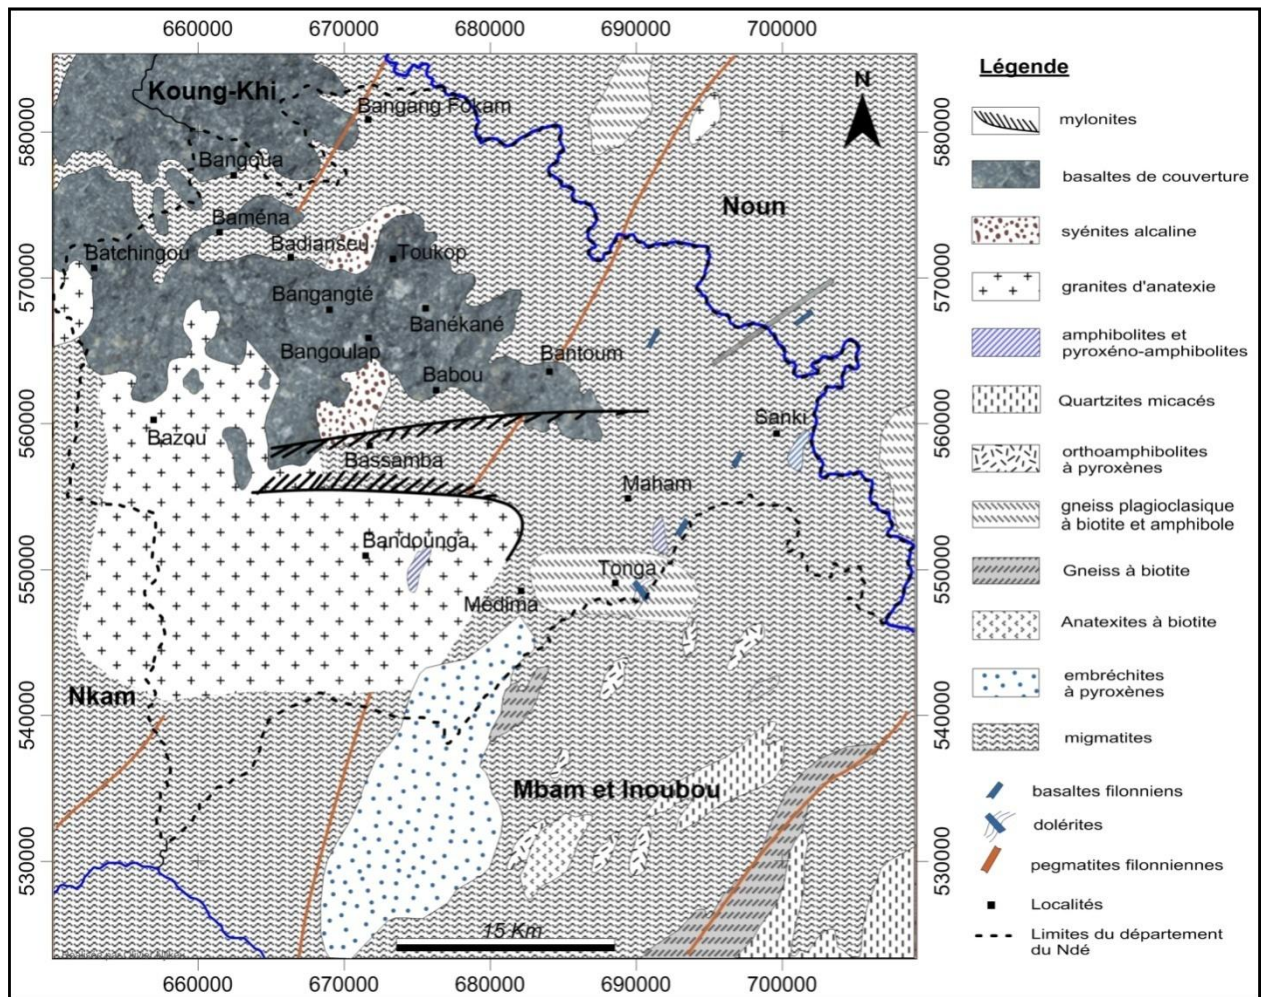 660000 670000 680000 690000 700000
580000
570000
560000
550000
540000
530000
Koung-Khi
Bangang Fokam
Bangoua
Noun
Baména
Badianseu
Toukop
Batchingou
Bangangté
Banékané
Bangoulap
Bantoum
Babou
Bazou
Sanki
Bassamba
Maham
Bandounga
Tonga
Médima
Nkam
Mbam et Inoubou
15 Km
N
580000
570000
560000
550000
540000
530000
660000 670000 680000 690000 700000
Légende
mylonites
basaltes de couverture
syénites alcaline
granites d'anatexie
amphibolites et
pyroxéno-amphibolites
Quartzites micacés
orthoamphibolites
à pyroxènes
gneiss plagioclasique
à biotite et amphibole
Gneiss à biotite
Anatexites à biotite
embréchites
à pyroxènes
migmatites
basaltes filonniens
dolérites
pegmatites filonniennes
Localités
Limites du département
du Ndé